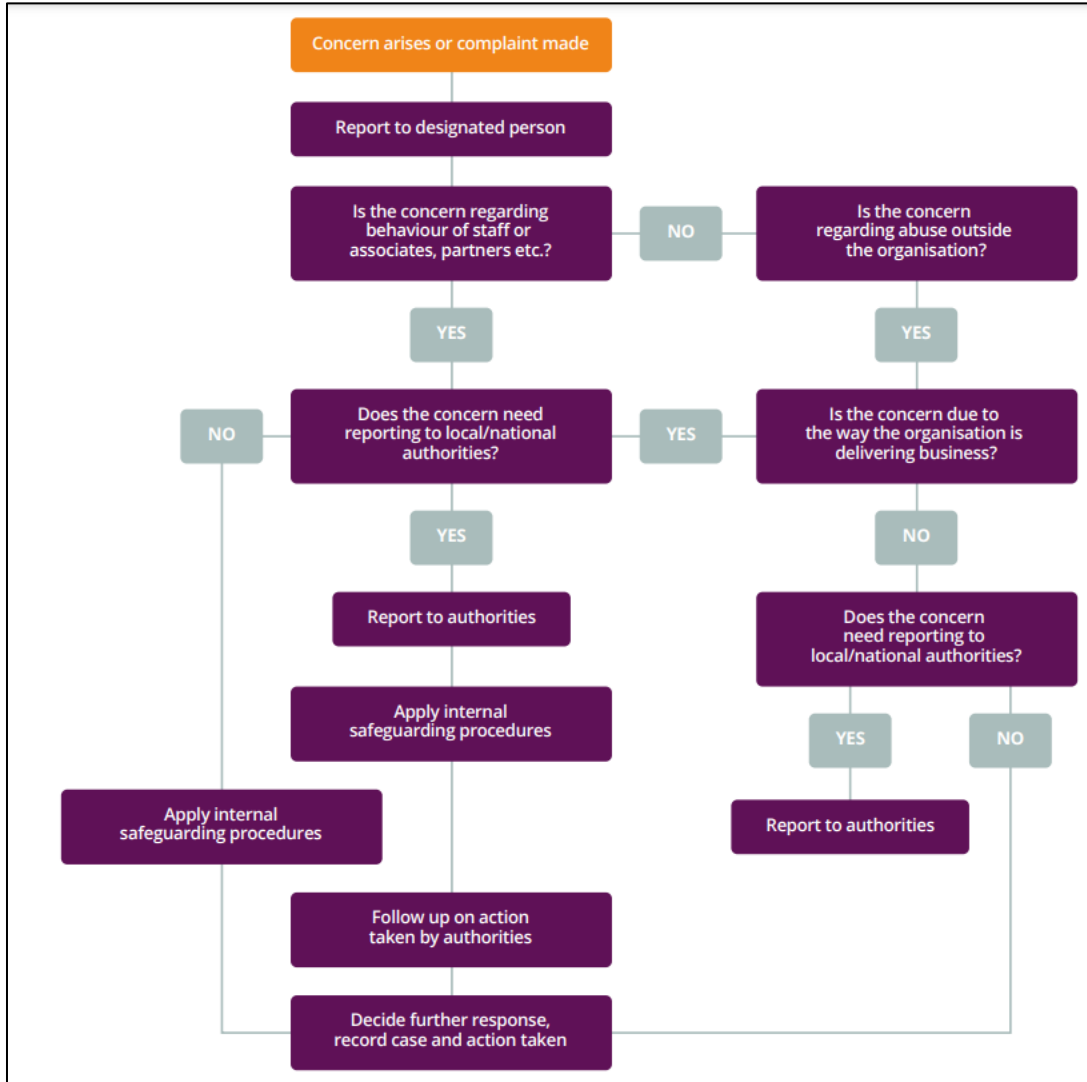 Concern arises or complaint made
Report to designated person
Is the concern regarding
behaviour of staff or
associates, partners etc.?
NO
Is the concern
regarding abuse outside
the organisation?
YES
YES
NO
Does the concern need
reporting to local/national
authorities?
YES
Is the concern due to
the way the organisation is
delivering business?
YES
NO
Report to authorities
Does the concern
need reporting to
local/national authorities?
Apply internal
safeguarding procedures
YES
NO
Apply internal
safeguarding procedures
Report to authorities
Follow up on action
taken by authorities
Decide further response,
record case and action taken